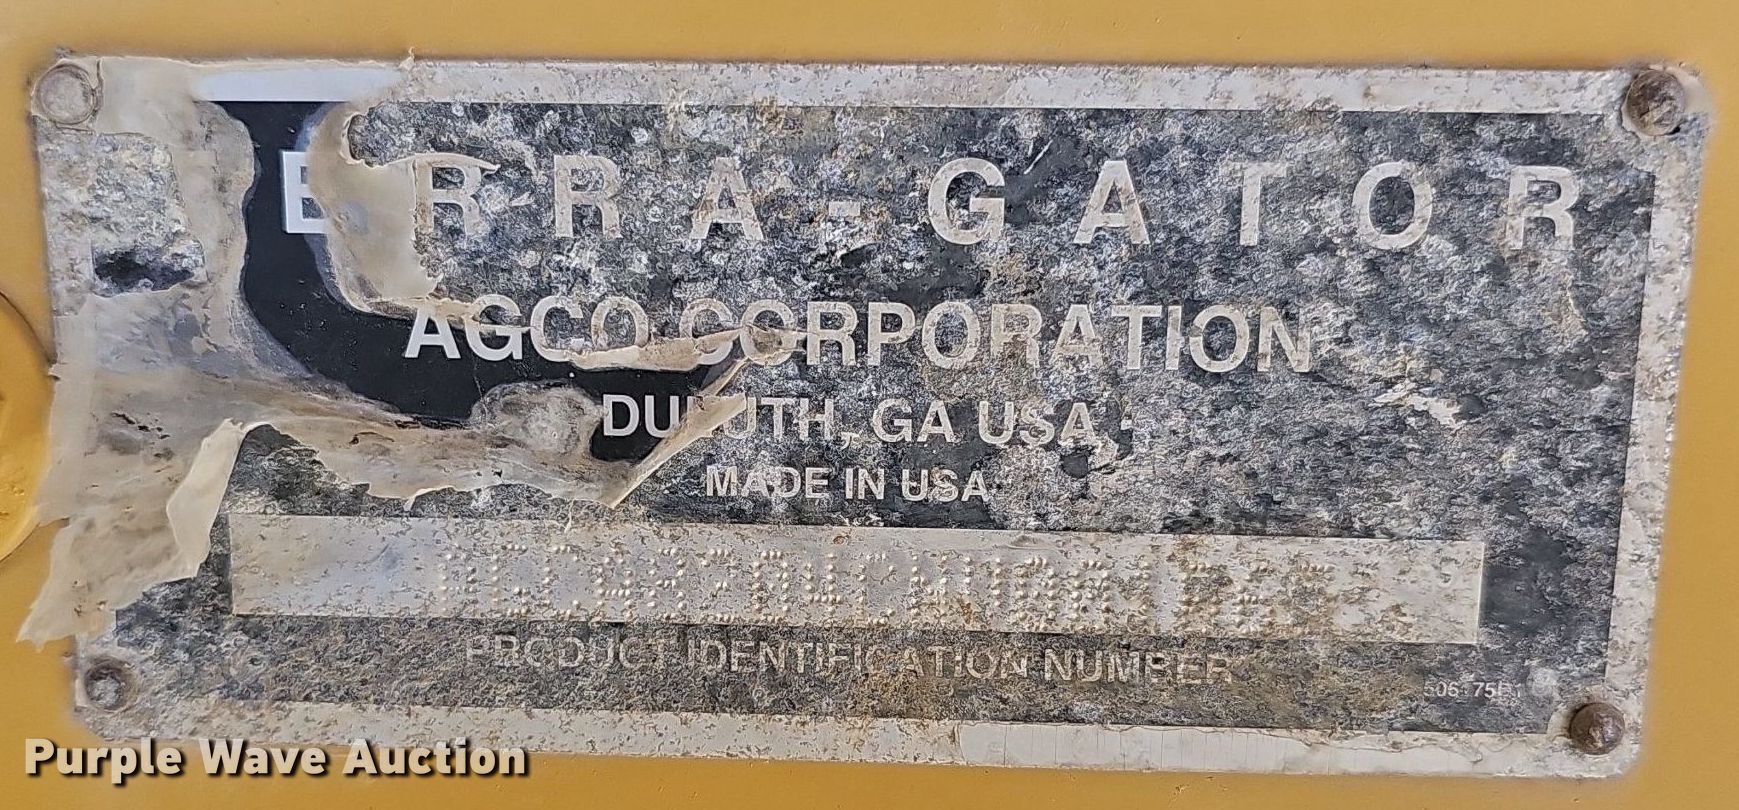 ERRA-GATOR
AGCO CORPORATION
DULUTH, GA USA
MADE IN USA
PRODUCT IDENTIFICATION NUMBER
Purple Wave Auction